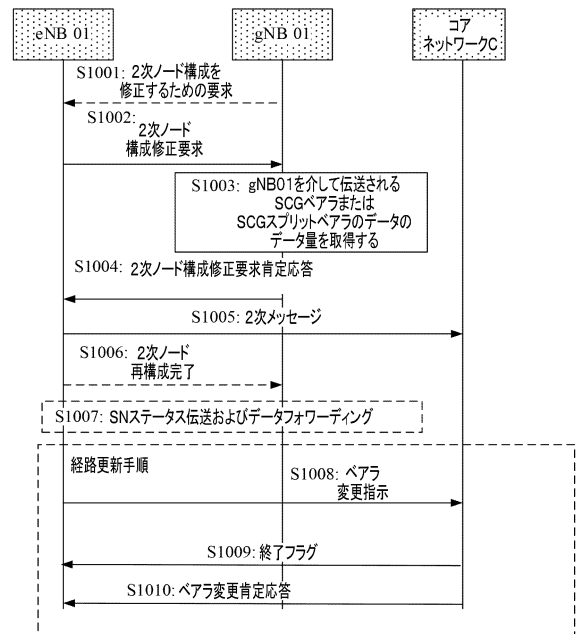 eNB 01
gNB 01
コア
ネットワークC
S1001: 2次ノード構成を
修正するための要求
S1002:
2次ノード
構成修正要求
S1003: gNB01を介して伝送される
SCGベアラまたは
SCGスプリットベアラのデータの
データ量を取得する
S1004: 2次ノード構成修正要求肯定応答
S1005: 2次メッセージ
S1006: 2次ノード
再構成完了
S1007: SNステータス伝送およびデータフォワーディング
経路更新手順
S1008: ベアラ
変更指示
S1009: 終了フラグ
S1010: ベアラ変更肯定応答